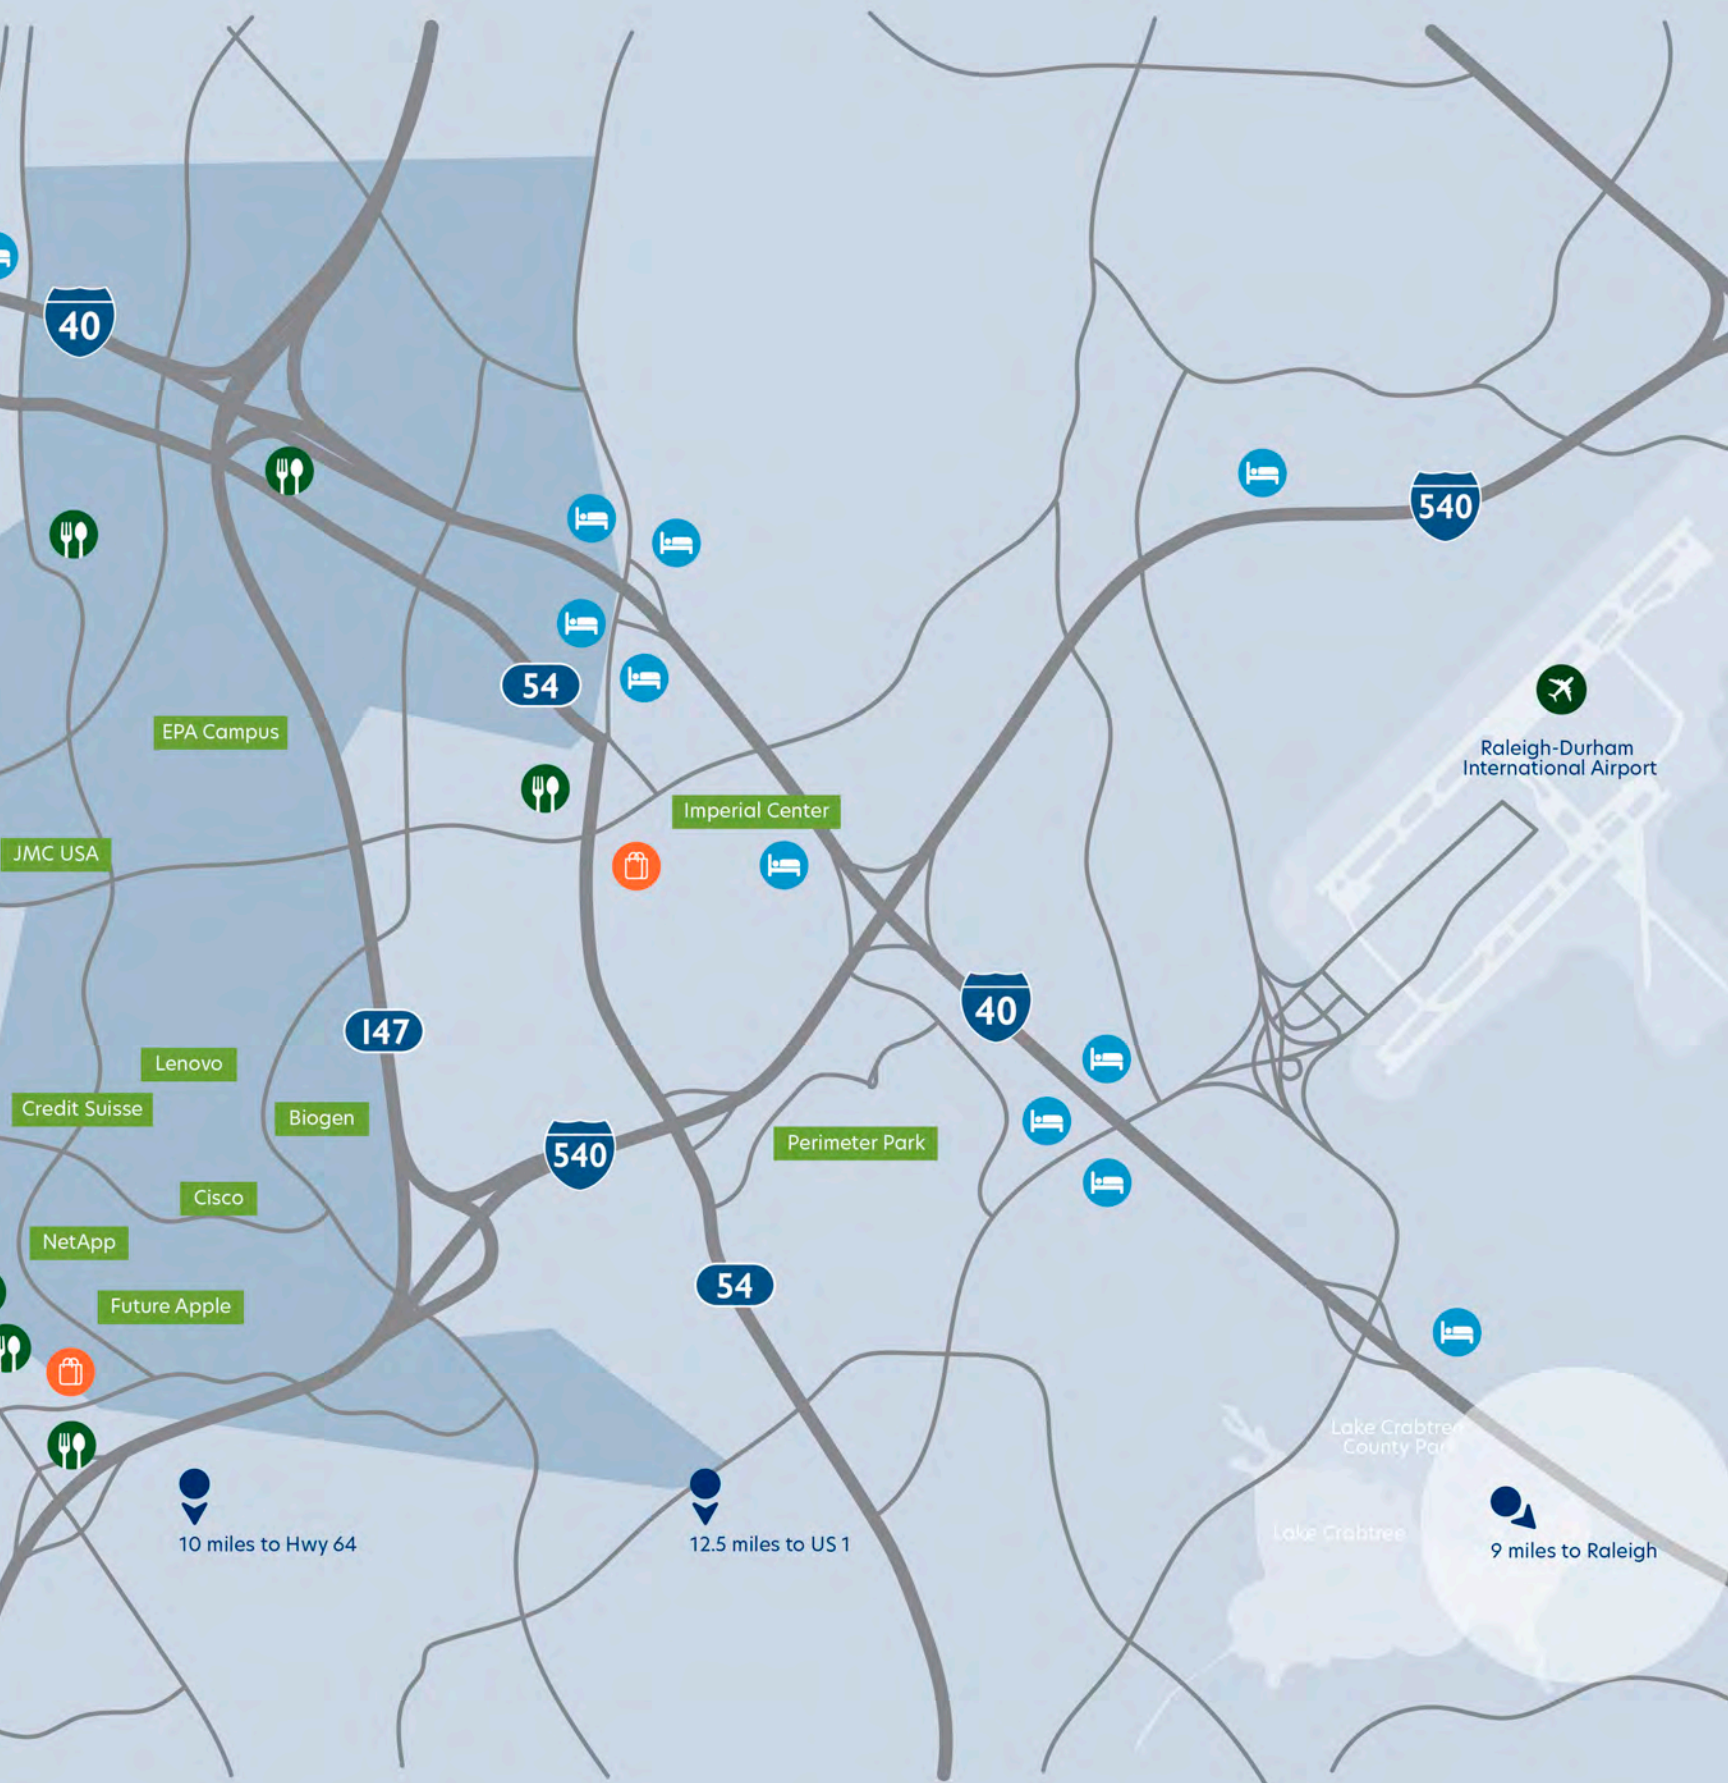 40
540
54
EPA Campus
Raleigh-Durham
International Airport
Imperial Center
JMC USA
40
147
Lenovo
Credit Suisse
Biogen
Perimeter Park
540
Cisco
NetApp
54
Future Apple
Lake Crabtree
County Park
Lake Crabtree
10 miles to Hwy 64
12.5 miles to US 1
9 miles to Raleigh